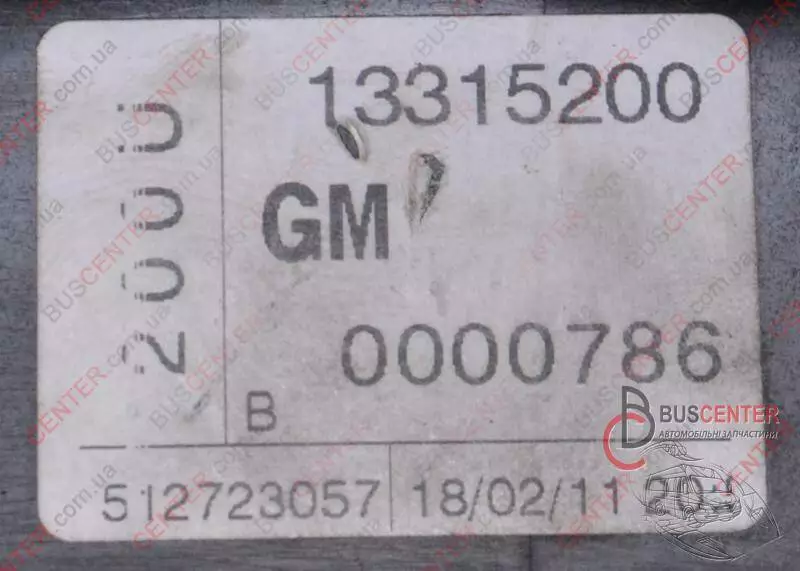 13315200
GM
0000786
B
2000
512723057
18/02/11
BUSCENTER
АВТОМОБІЛЬНІ ЗАПЧАСТИНИ
BUSCENTER.com.ua